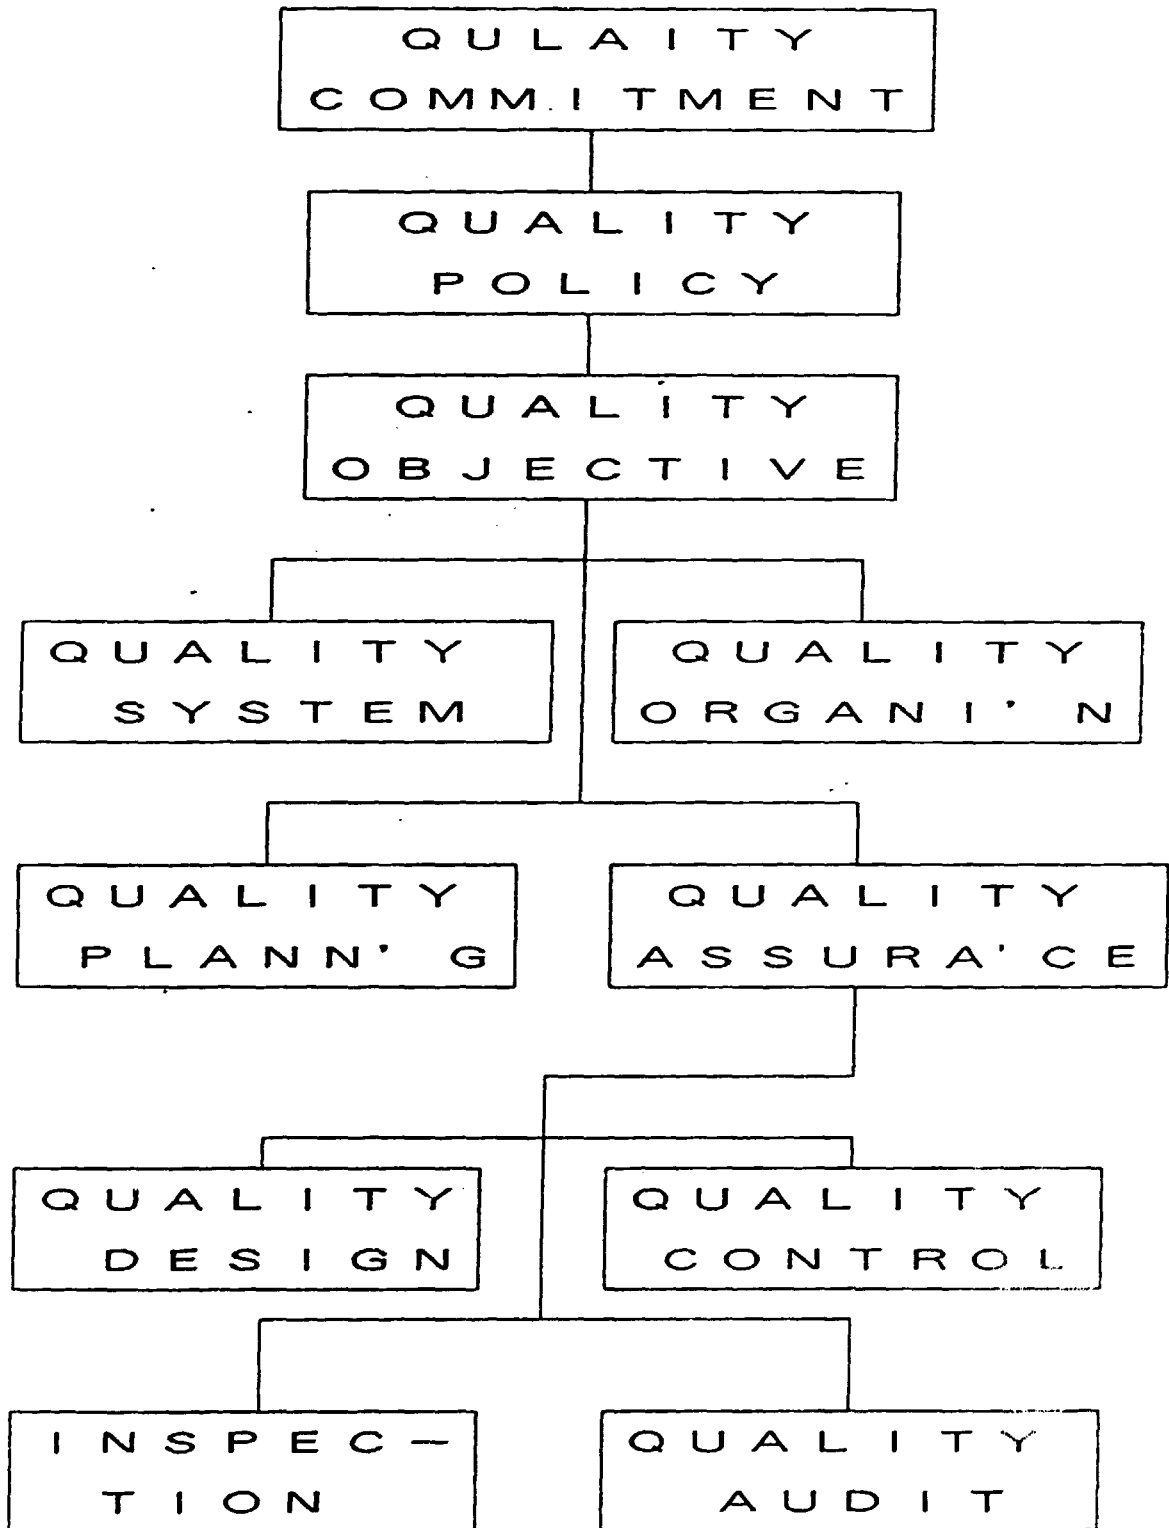 QULAITY
COMMITMENT
QUALITY
POLICY
QUALITY
OBJECTIVE
QUALITY
SYSTEM
QUALITY
ORGANI'N
QUALITY
PLANN'G
QUALITY
ASSURA'CE
QUALITY
DESIGN
QUALITY
CONTROL
INSPEC-
TION
QUALITY
AUDIT